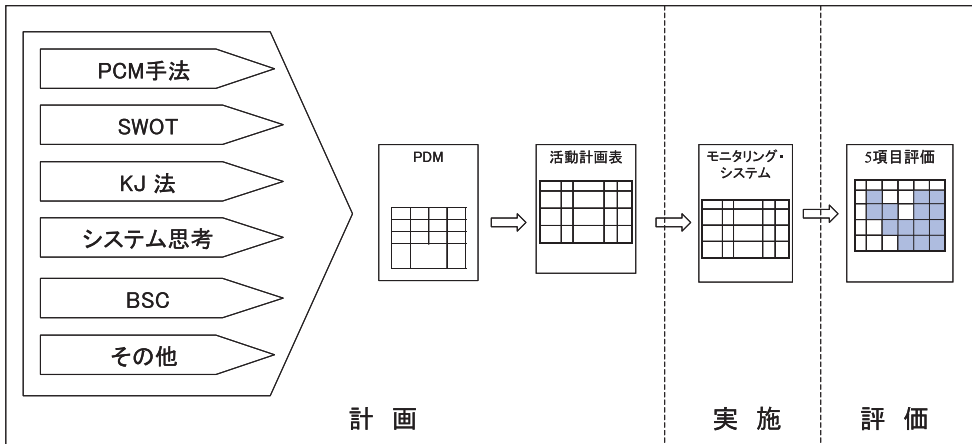 PCM手法
SWOT
KJ 法
システム思考
BSC
その他
PDM
活動計画表
モニタリング・
システム
5項目評価
計 画
実 施
評 価